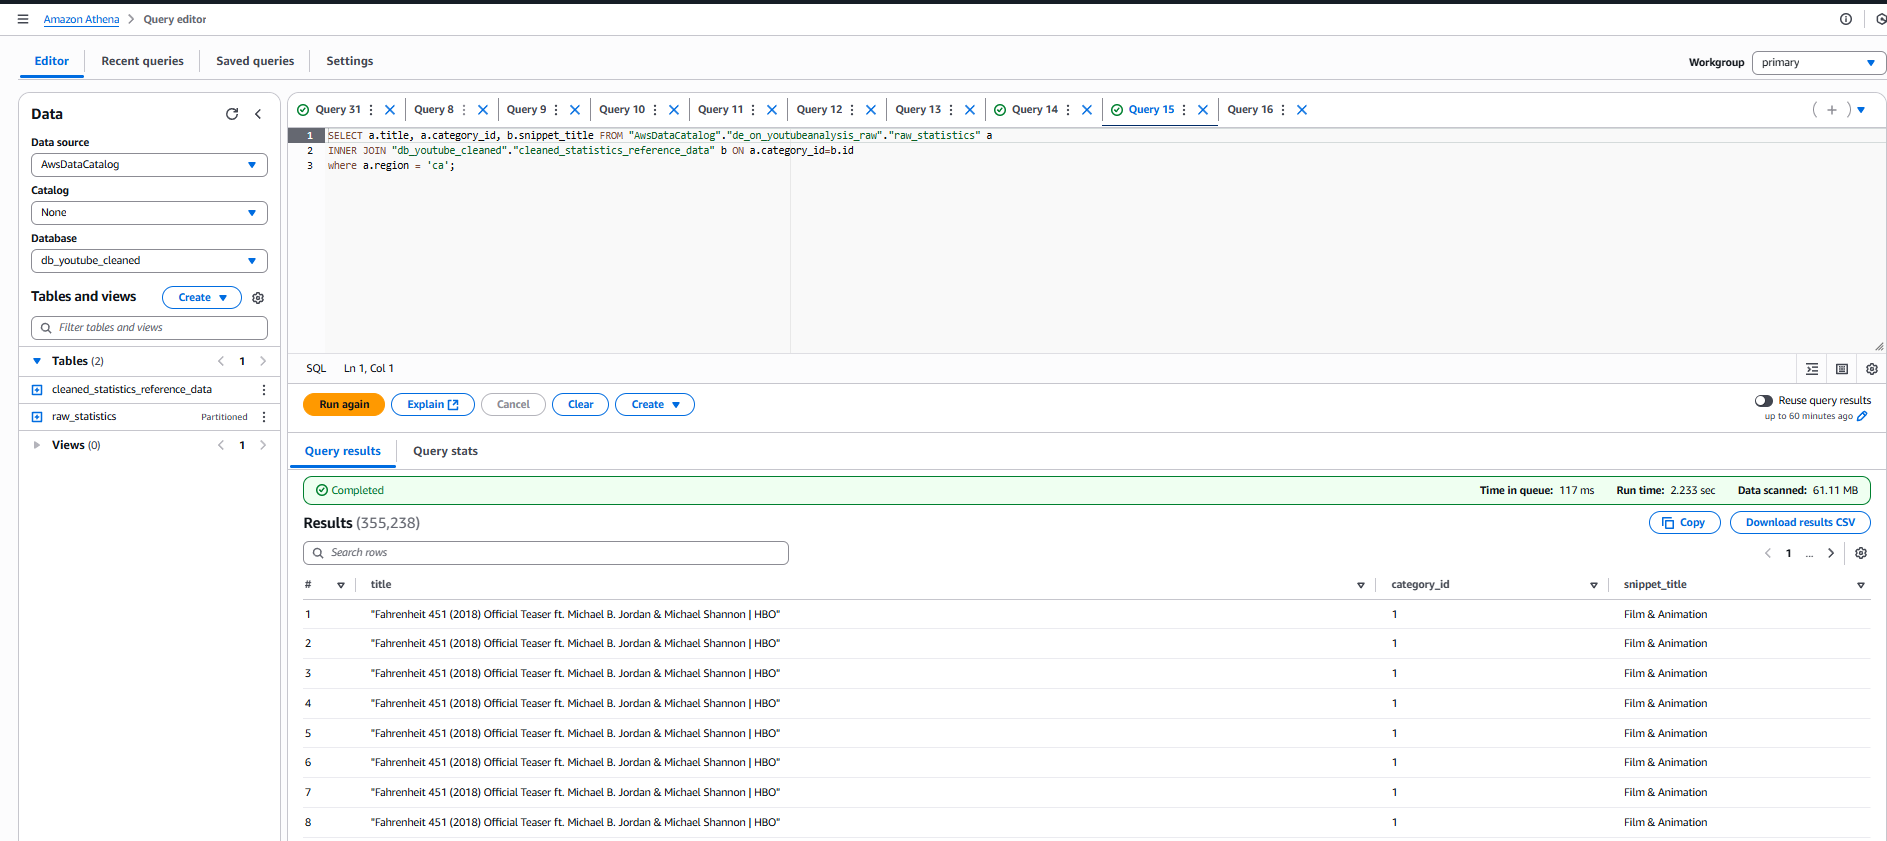 Amazon Athena > Query editor
Editor Recent queries Saved queries Settings
Workgroup primary
Data
Data source
AwsDataCatalog
Catalog
None
Database
db_youtube_cleaned
Tables and views Create
Filter tables and views
Tables (2) 1
cleaned_statistics_reference_data
raw_statistics Partitioned
Views (0) 1
Query 31 Query 8 Query 9 Query 10 Query 11 Query 12 Query 13 Query 14 Query 15 Query 16
1 SELECT a.title, a.category_id, b.snippet_title FROM "AwsDataCatalog"."de_on_youtubeanalysis_raw"."raw_statistics" a
2 INNER JOIN "db_youtube_cleaned"."cleaned_statistics_reference_data" b ON a.category_id=b.id
3 where a.region = 'ca';
SQL Ln 1, Col 1
Run again Explain Cancel Clear Create
Reuse query results
up to 60 minutes ago
Query results Query stats
Completed Time in queue: 117 ms Run time: 2.233 sec Data scanned: 61.11 MB
Results (355,238) Copy Download results CSV
Search rows 1 ...
# title category_id snippet_title
1 "Fahrenheit 451 (2018) Official Teaser ft. Michael B. Jordan & Michael Shannon | HBO" 1 Film & Animation
2 "Fahrenheit 451 (2018) Official Teaser ft. Michael B. Jordan & Michael Shannon | HBO" 1 Film & Animation
3 "Fahrenheit 451 (2018) Official Teaser ft. Michael B. Jordan & Michael Shannon | HBO" 1 Film & Animation
4 "Fahrenheit 451 (2018) Official Teaser ft. Michael B. Jordan & Michael Shannon | HBO" 1 Film & Animation
5 "Fahrenheit 451 (2018) Official Teaser ft. Michael B. Jordan & Michael Shannon | HBO" 1 Film & Animation
6 "Fahrenheit 451 (2018) Official Teaser ft. Michael B. Jordan & Michael Shannon | HBO" 1 Film & Animation
7 "Fahrenheit 451 (2018) Official Teaser ft. Michael B. Jordan & Michael Shannon | HBO" 1 Film & Animation
8 "Fahrenheit 451 (2018) Official Teaser ft. Michael B. Jordan & Michael Shannon | HBO" 1 Film & Animation